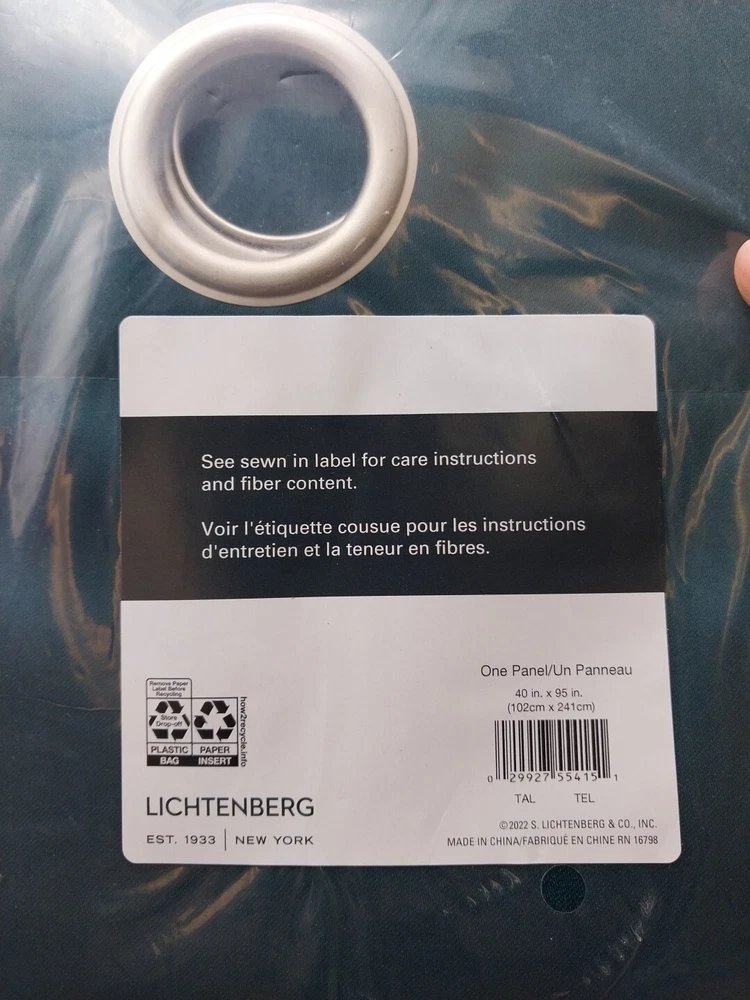 See sewn in label for care instructions
and fiber content.
Voir l'étiquette cousue pour les instructions
d'entretien et la teneur en fibres.
Remove Paper
Label Before
Recycling
Store
Drop-off
PLASTIC
BAG
PAPER
INSERT
how2recycle.info
LICHTENBERG
EST. 1933 | NEW YORK
One Panel/Un Panneau
40 in. x 95 in.
(102cm x 241cm)
0 29927 55415 1
TAL TEL
©2022 S. LICHTENBERG & CO., INC.
MADE IN CHINA/FABRIQUÉ EN CHINE RN 16798